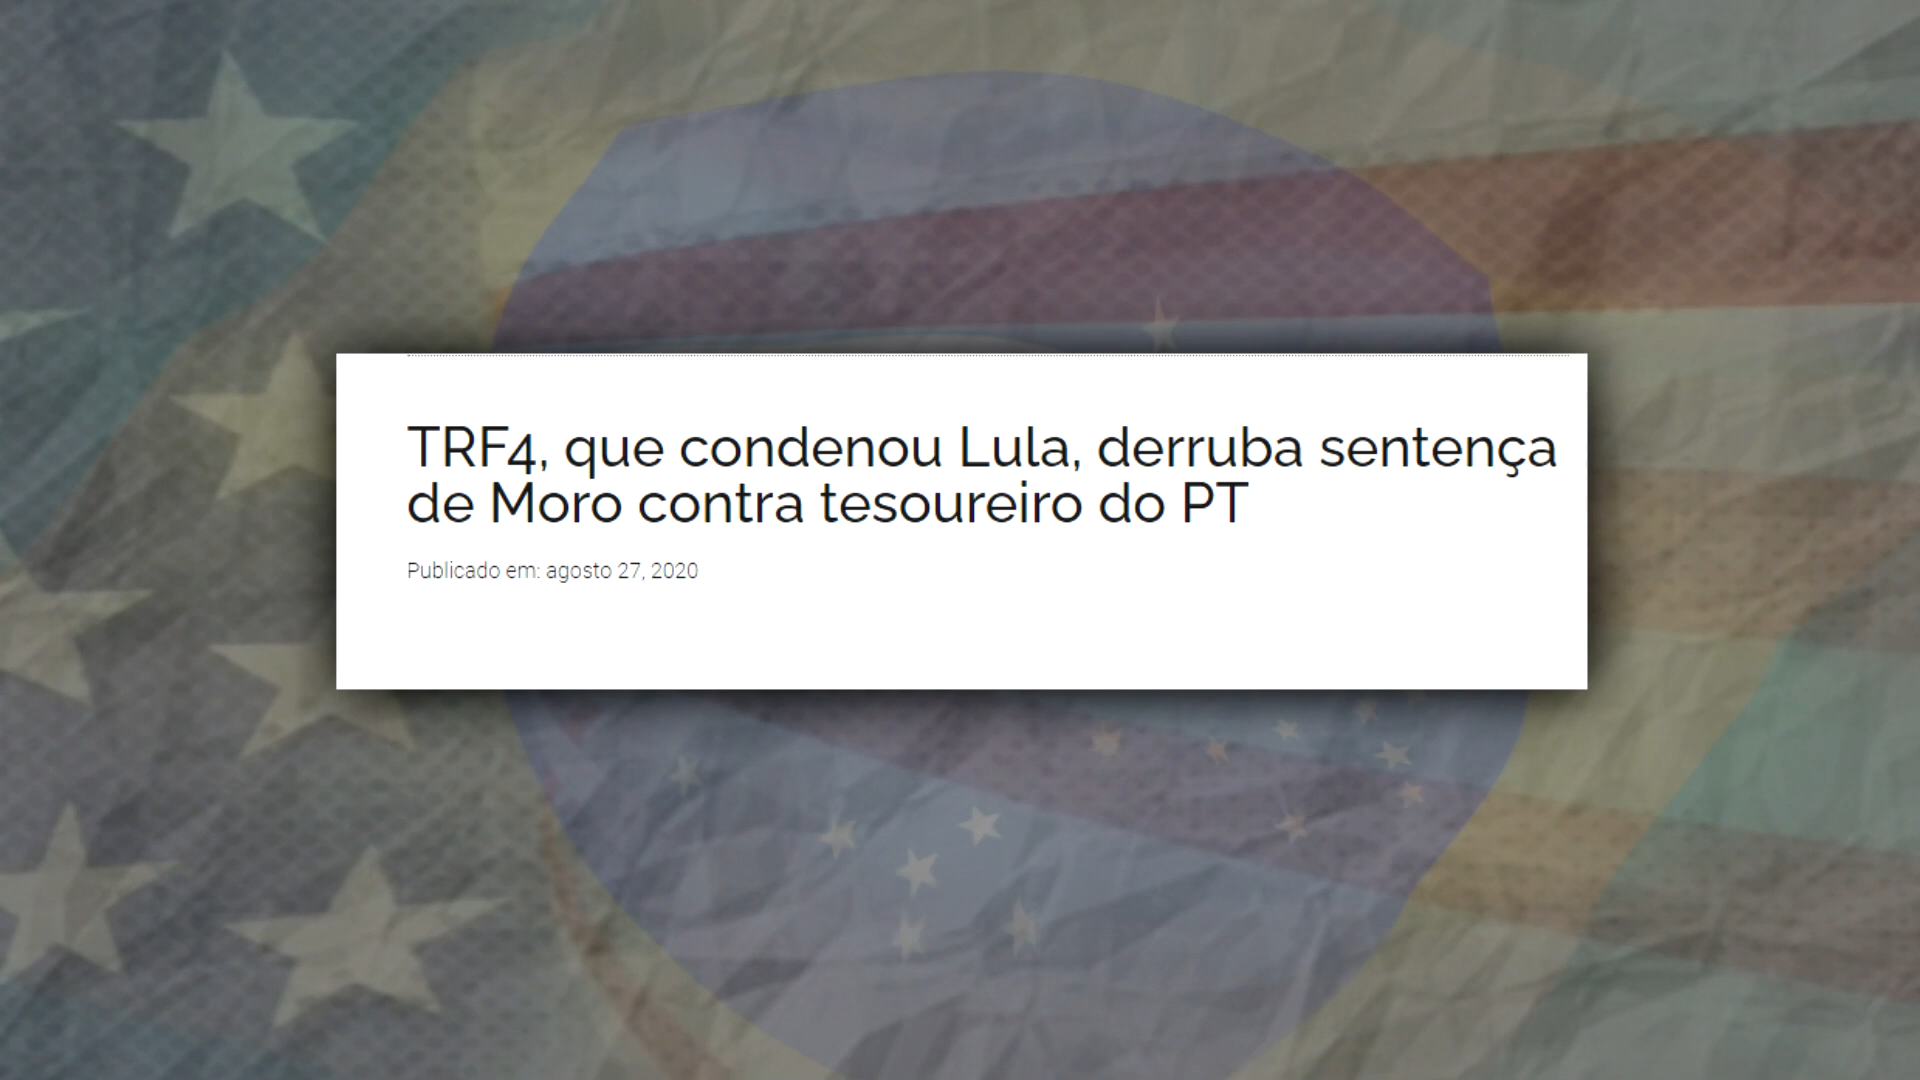 TRF4, que condenou Lula, derruba sentença
de Moro contra tesoureiro do PT
Publicado em: agosto 27, 2020